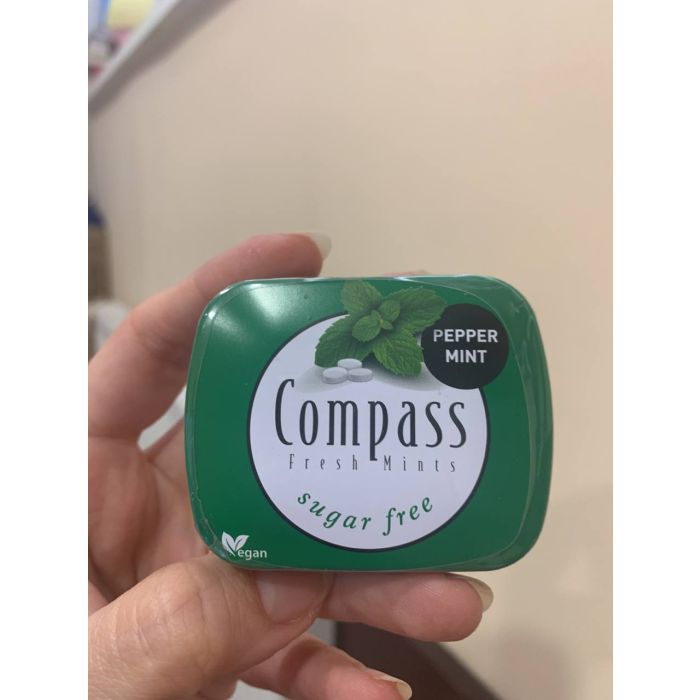 PEPPER
MINT
Compass
Fresh Mints
sugar free
Vegan